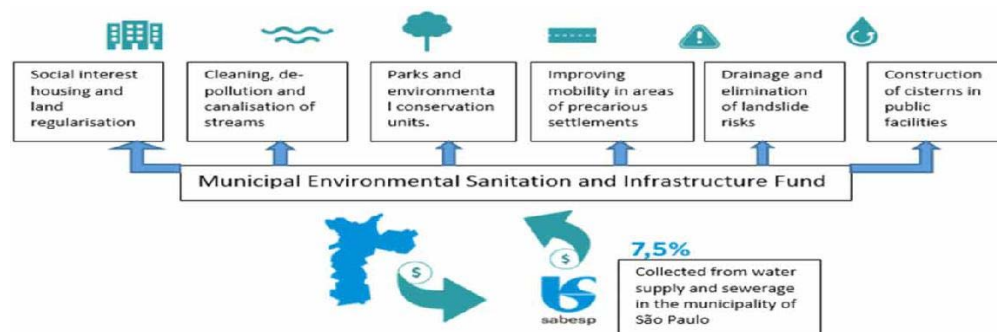 Social interest
housing and
land
regularisation
Cleaning, de-
pollution and
canalisation of
streams
Parks and
environmenta
l conservation
units.
Improving
mobility in areas
of precarious
settlements
Drainage and
elimination
of landslide
risks
Construction
of cisterns in
public
facilities
Municipal Environmental Sanitation and Infrastructure Fund
$
$
sabesp
7,5%
Collected from water
supply and sewerage
in the municipality of
São Paulo